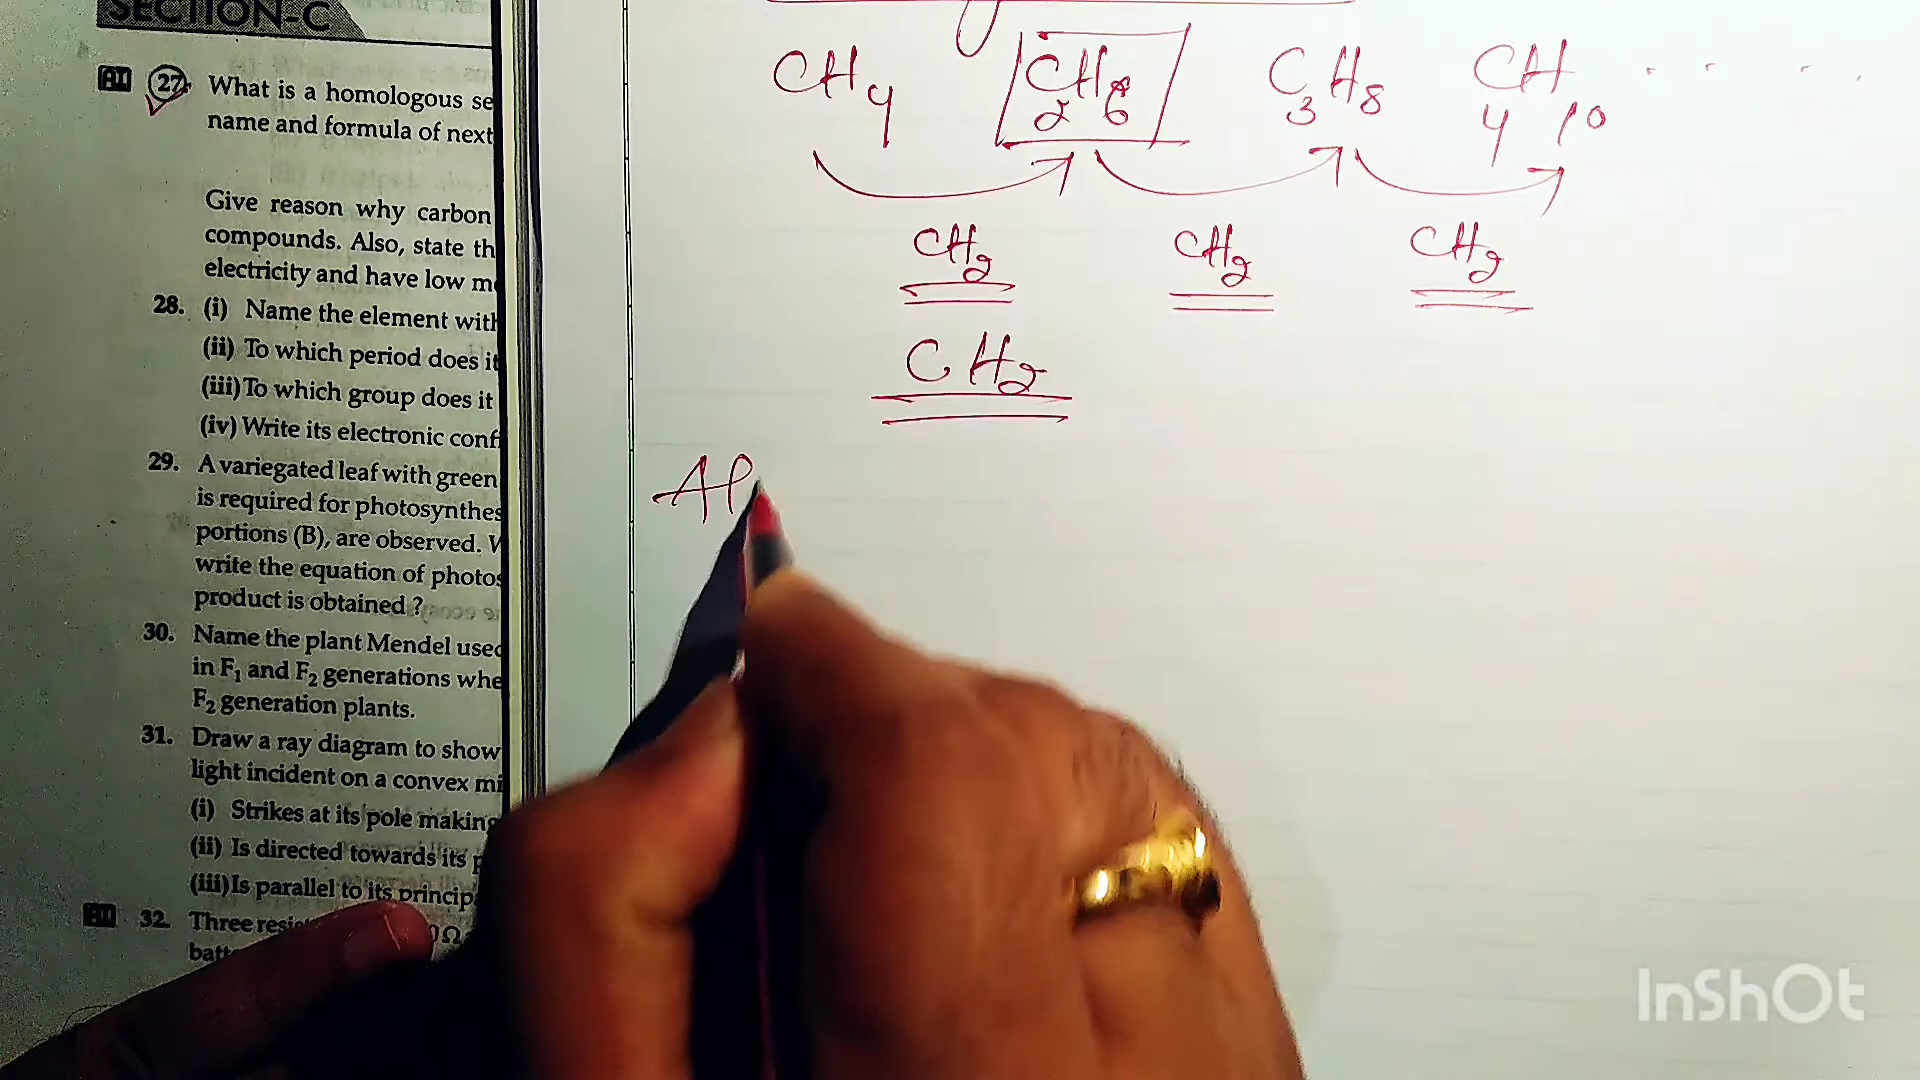 SECTION-C
AI 27. What is a homologous se
name and formula of next
Give reason why carbon
compounds. Also, state th
electricity and have low m
28. (i) Name the element with
(ii) To which period does it
(iii) To which group does it
(iv) Write its electronic conf
29. A variegated leaf with green
is required for photosynthes
portions (B), are observed. W
write the equation of photos
product is obtained ?
30. Name the plant Mendel used
in F₁ and F₂ generations whe
F₂ generation plants.
31. Draw a ray diagram to show
light incident on a convex mi
(i) Strikes at its pole making
(ii) Is directed towards its p
(iii) Is parallel to its princip
AI 32. Three resis 0Ω
batt
CH₄ C₂H₆ C₃H₈ C₄H₁₀ . . . .
CH₂ CH₂ CH₂
CH₂
Al
InShOt